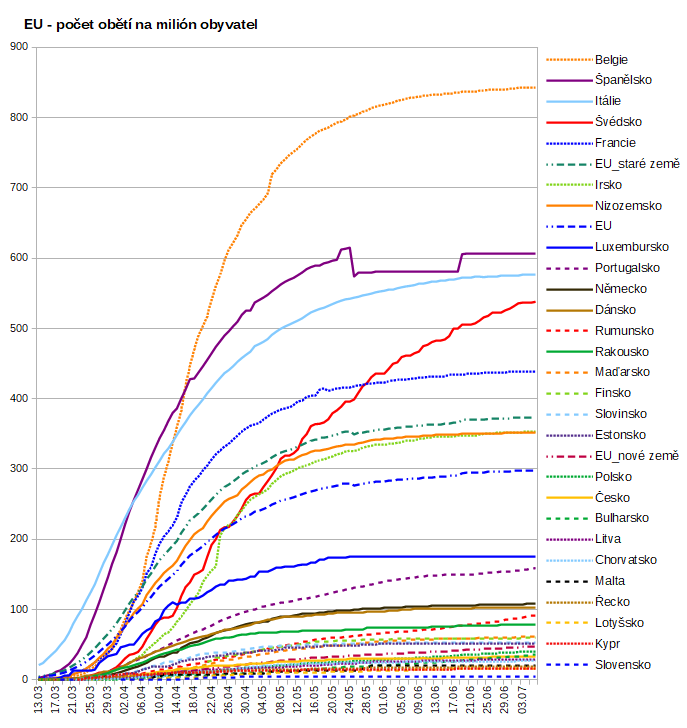 EU - počet obětí na milión obyvatel
900
800
700
600
500
400
300
200
100
0
13.03.
17.03.
21.03.
25.03.
29.03.
02.04.
06.04.
10.04.
14.04.
18.04.
22.04.
26.04.
30.04.
04.05.
08.05.
12.05.
16.05.
20.05.
24.05.
28.05.
01.06.
05.06.
09.06.
13.06.
17.06.
21.06.
25.06.
29.06.
03.07.
Belgie
Španělsko
Itálie
Švédsko
Francie
EU_staré země
Irsko
Nizozemsko
EU
Luxembursko
Portugalsko
Německo
Dánsko
Rumunsko
Rakousko
Maďarsko
Finsko
Slovinsko
Estonsko
EU_nové země
Polsko
Česko
Bulharsko
Litva
Chorvatsko
Malta
Řecko
Lotyšsko
Kypr
Slovensko